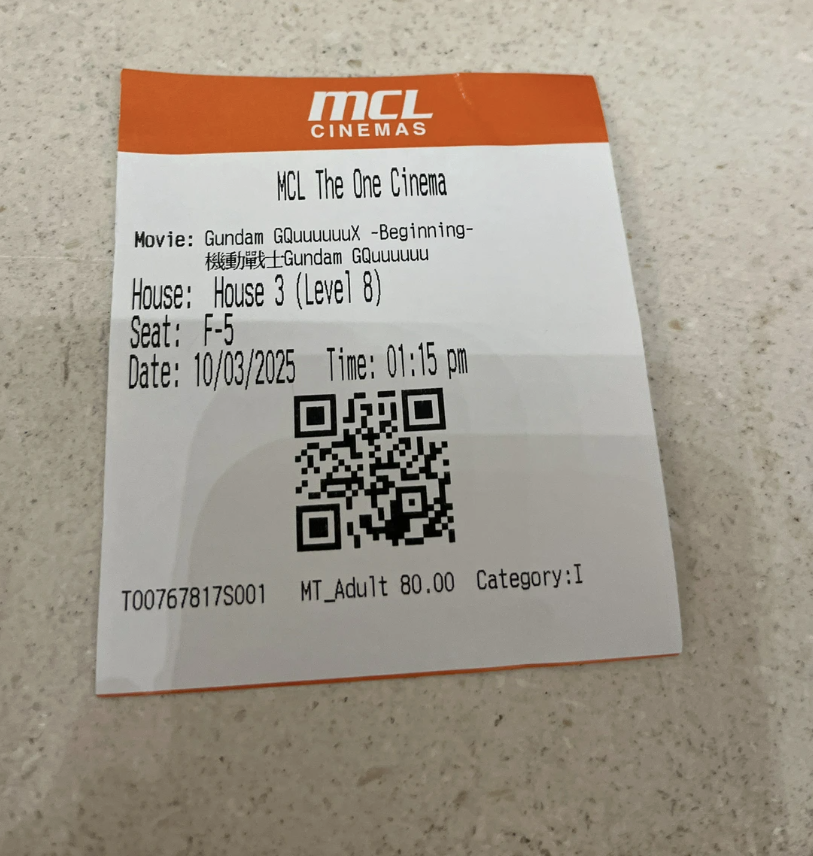 mCL
CINEMAS
MCL The One Cinema
Movie: Gundam GQuuuuuuX -Beginning-
機動戰士Gundam GQuuuuuu
House: House 3 (Level 8)
Seat: F-5
Date: 10/03/2025 Time: 01:15 pm
T00767817S001 MT_Adult 80.00 Category:I